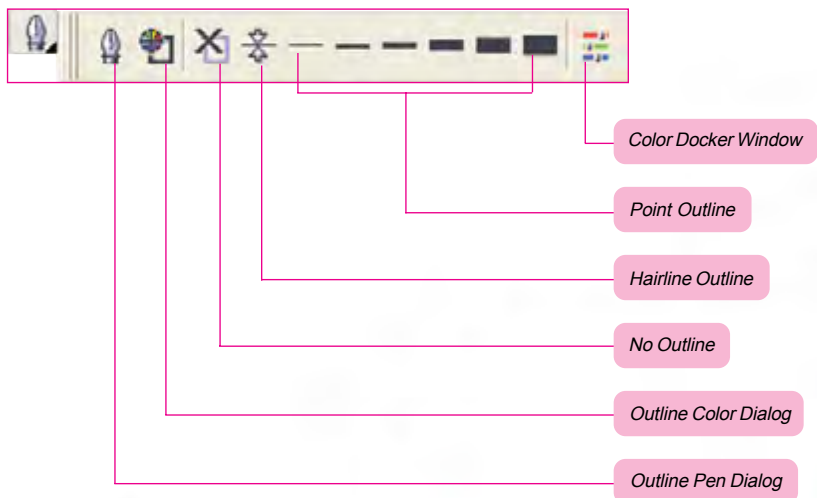 Color Docker Window
Point Outline
Hairline Outline
No Outline
Outline Color Dialog
Outline Pen Dialog